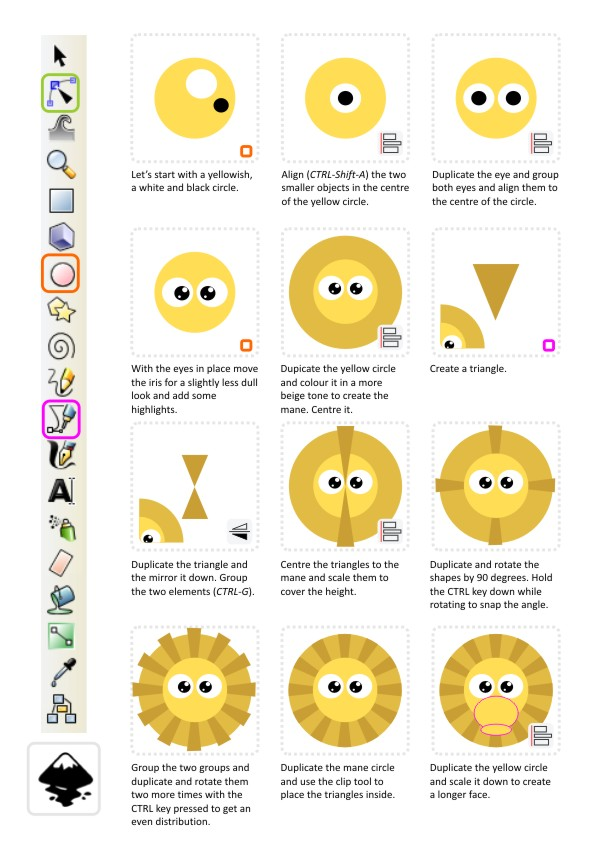 Let's start with a yellowish,
a white and black circle.
Align (CTRL-Shift-A) the two
smaller objects in the centre
of the yellow circle.
Duplicate the eye and group
both eyes and align them to
the centre of the circle.
With the eyes in place move
the iris for a slightly less dull
look and add some
highlights.
Dupicate the yellow circle
and colour it in a more
beige tone to create the
mane. Centre it.
Create a triangle.
Duplicate the triangle and
the mirror it down. Group
the two elements (CTRL-G).
Centre the triangles to the
mane and scale them to
cover the height.
Duplicate and rotate the
shapes by 90 degrees. Hold
the CTRL key down while
rotating to snap the angle.
Group the two groups and
duplicate and rotate them
two more times with the
CTRL key pressed to get an
even distribution.
Duplicate the mane circle
and use the clip tool to
place the triangles inside.
Duplicate the yellow circle
and scale it down to create
a longer face.